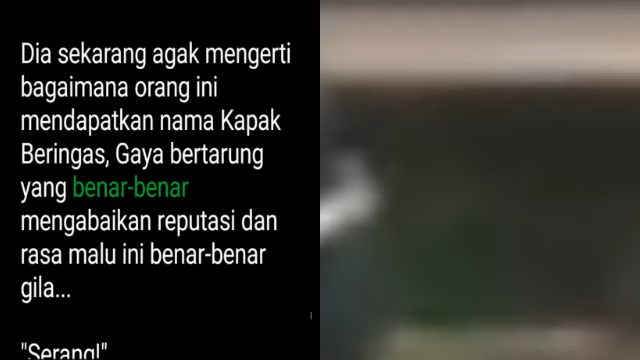 Dia sekarang agak mengerti
bagaimana orang ini
mendapatkan nama Kapak
Beringas, Gaya bertarung
yang benar-benar
mengabaikan reputasi dan
rasa malu ini benar-benar
gila...
"Serang!"